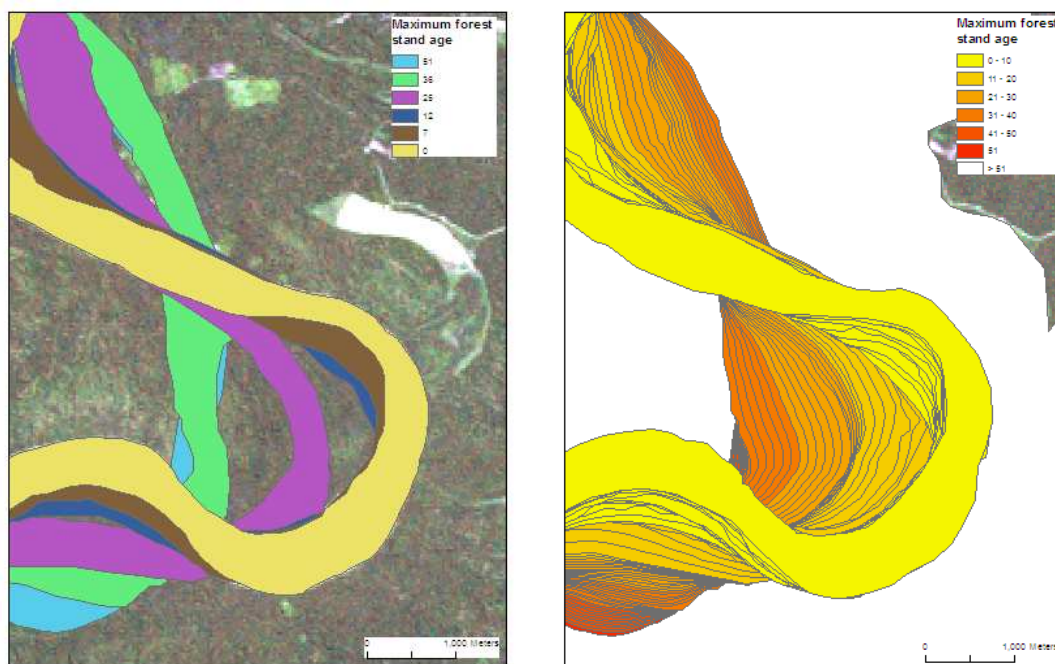 Maximum forest
stand age
51
36
25
12
7
0
0 1,000 Meters
Maximum forest
stand age
0 - 10
11 - 20
21 - 30
31 - 40
41 - 50
51
> 51
0 1,000 Meters